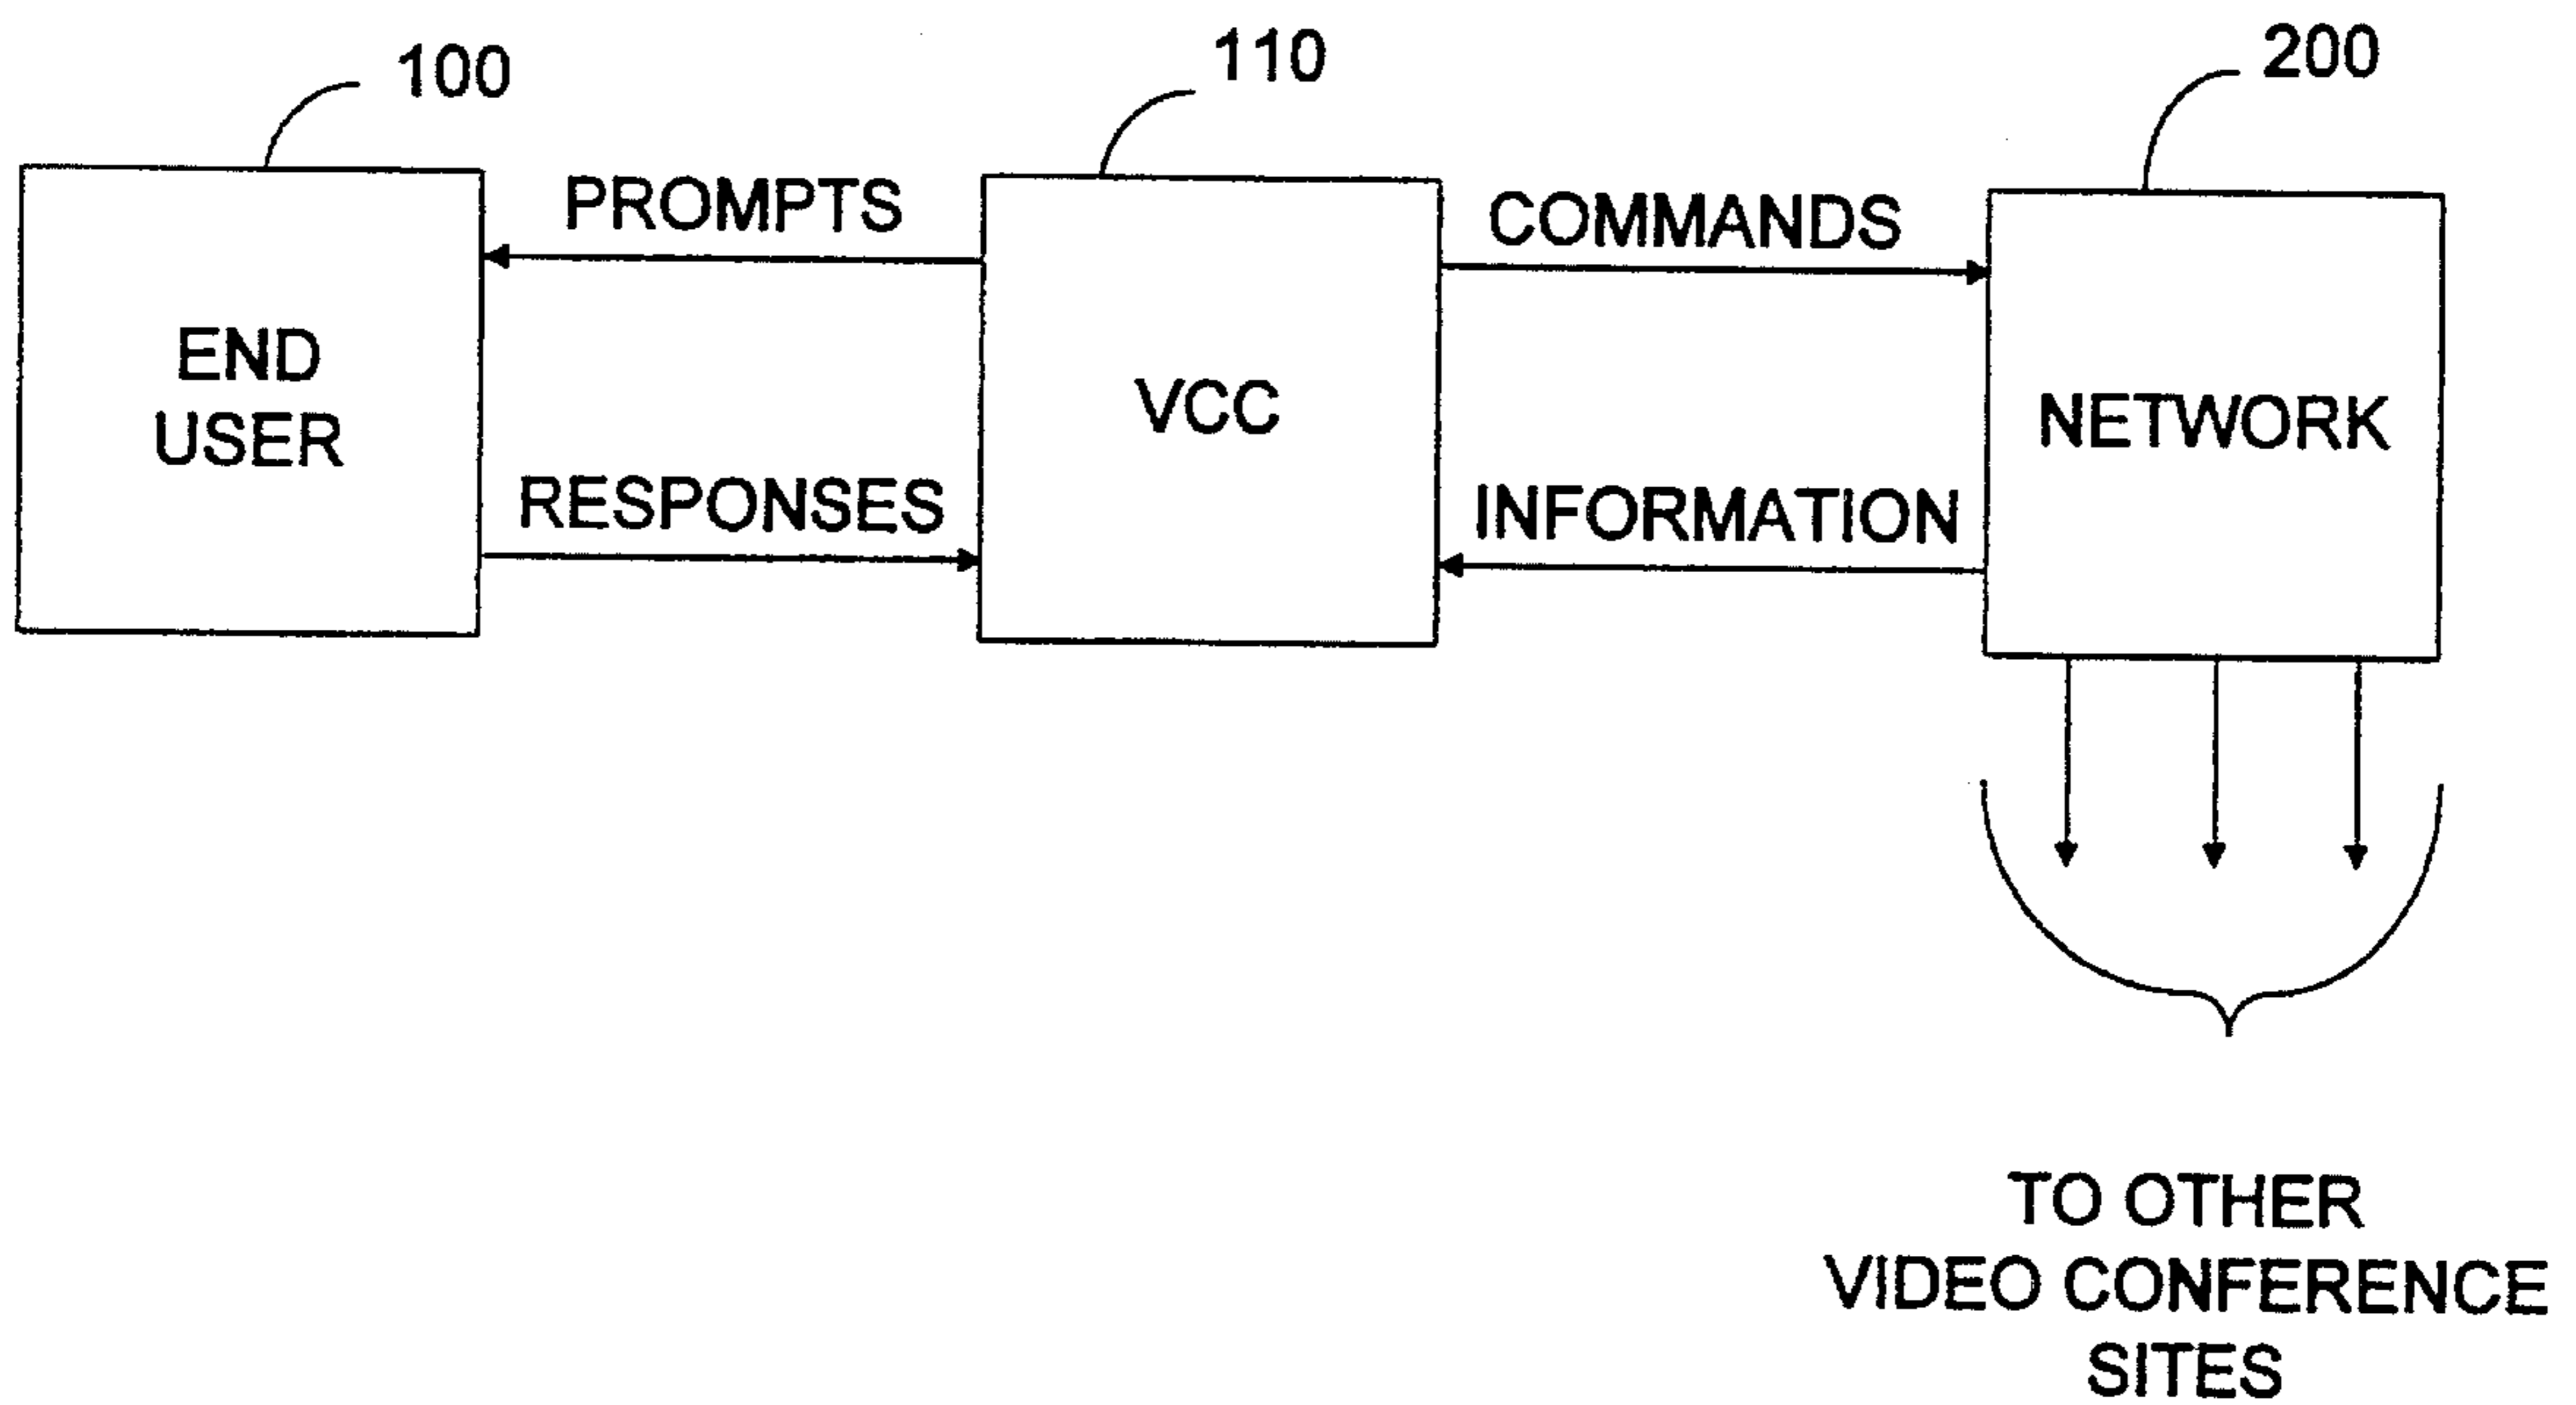 100
110
200
PROMPTS
COMMANDS
END
USER
VCC
NETWORK
RESPONSES
INFORMATION
TO OTHER
VIDEO CONFERENCE
SITES